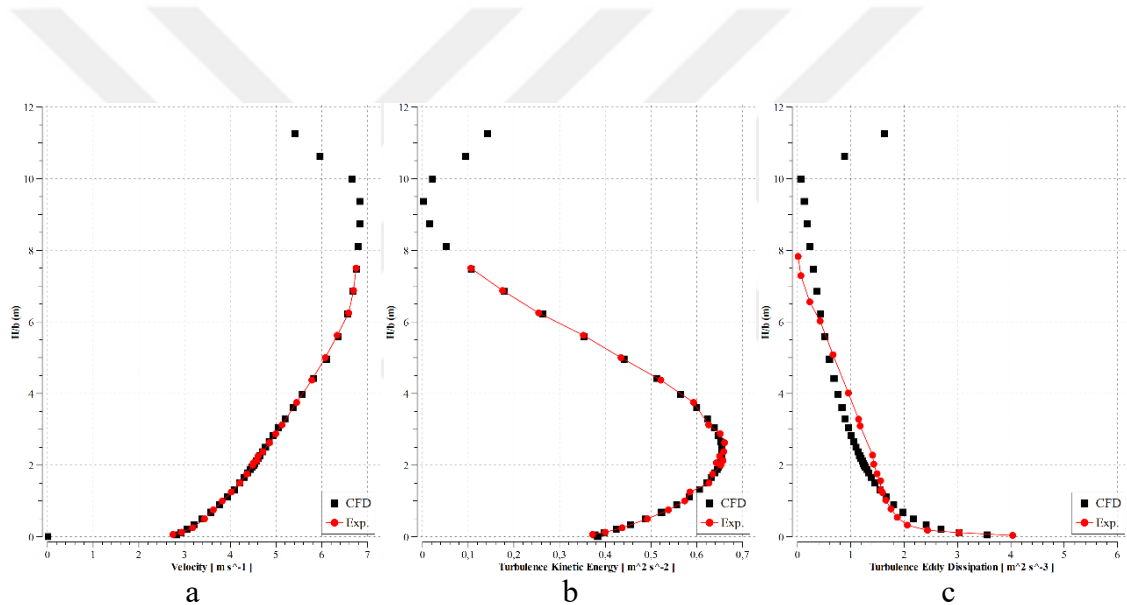 12
10
8
6
4
2
0
H/b (m)
0 1 2 3 4 5 6 7
Velocity [ m s^-1 ]
CFD
Exp.
a
12
10
8
6
4
2
0
H/b (m)
0 0,1 0,2 0,3 0,4 0,5 0,6 0,7
Turbulence Kinetic Energy [ m^2 s^-2 ]
CFD
Exp.
b
12
10
8
6
4
2
0
H/b (m)
0 1 2 3 4 5 6
Turbulence Eddy Dissipation [ m^2 s^-3 ]
CFD
Exp.
c